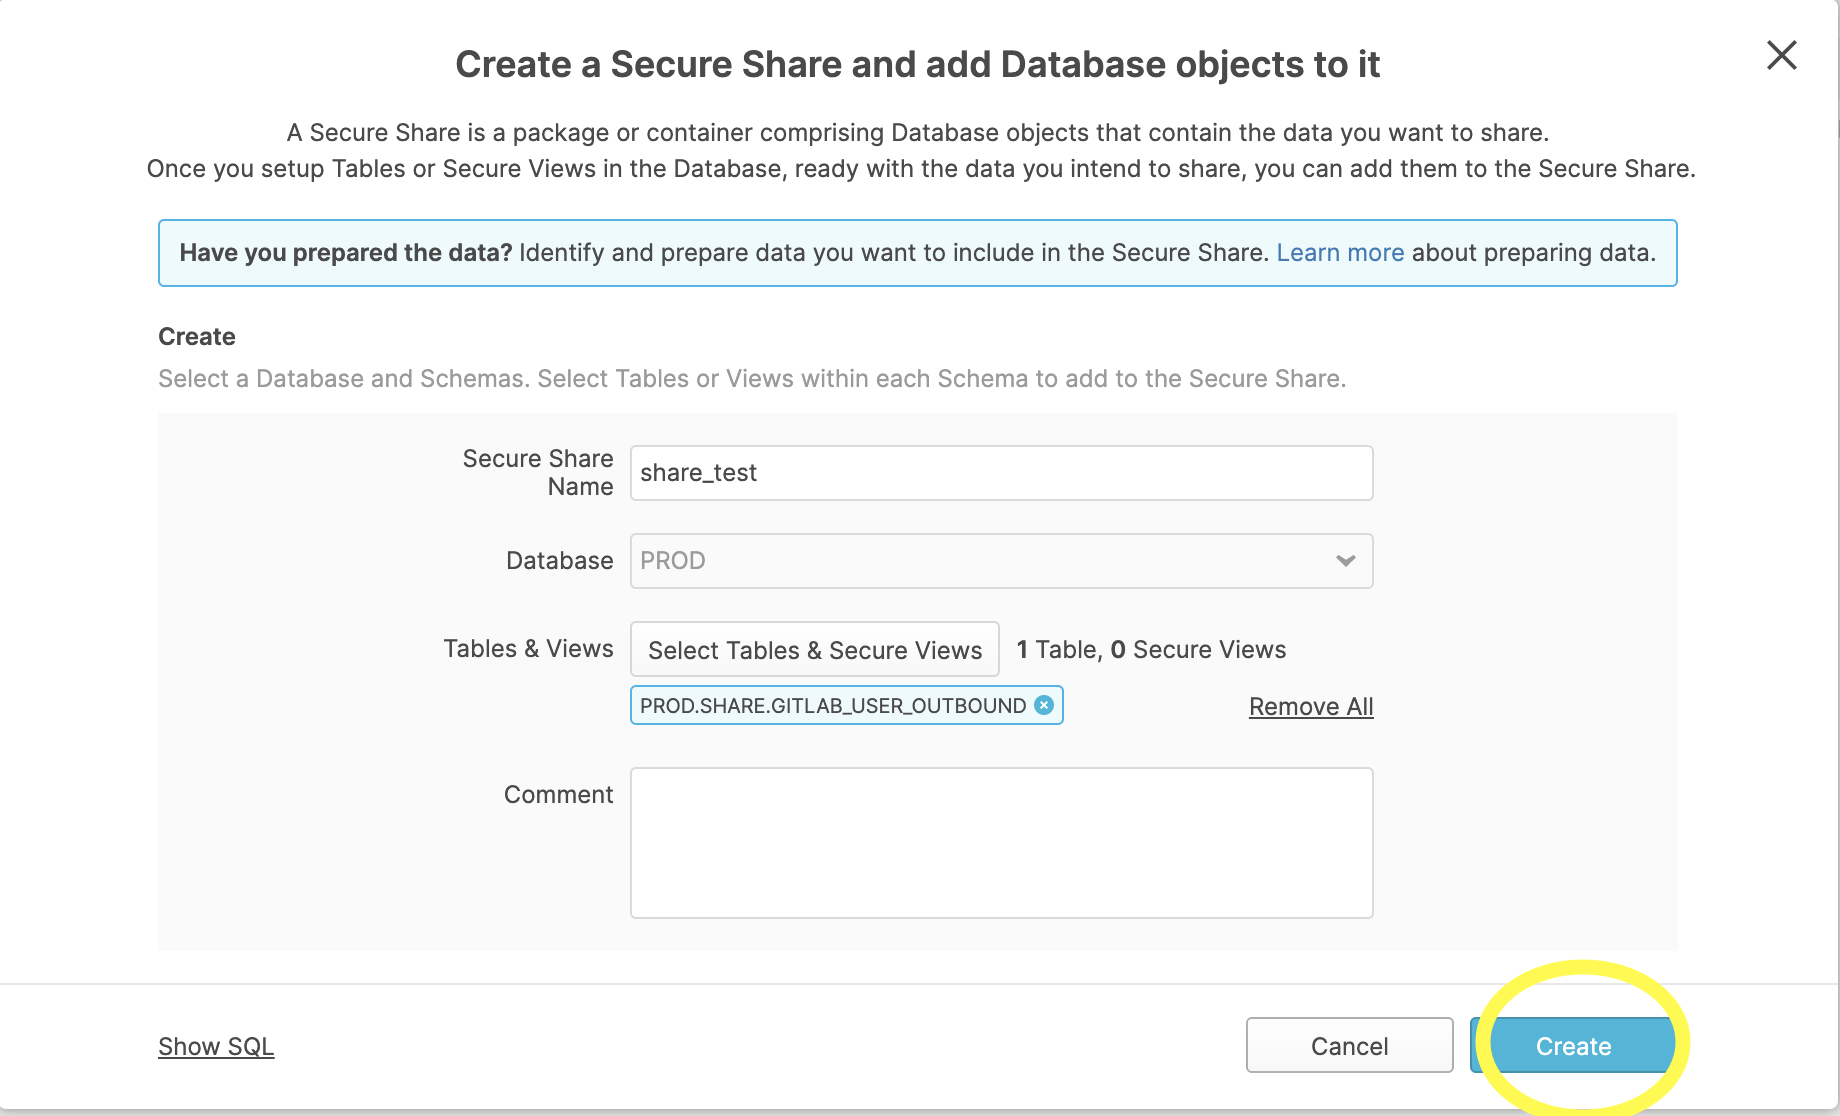 Create a Secure Share and add Database objects to it
A Secure Share is a package or container comprising Database objects that contain the data you want to share.
Once you setup Tables or Secure Views in the Database, ready with the data you intend to share, you can add them to the Secure Share.
Have you prepared the data? Identify and prepare data you want to include in the Secure Share. Learn more about preparing data.
Create
Select a Database and Schemas. Select Tables or Views within each Schema to add to the Secure Share.
Secure Share
Name
share_test
Database
PROD
Tables & Views
Select Tables & Secure Views
1 Table, 0 Secure Views
PROD.SHARE.GITLAB_USER_OUTBOUND
Remove All
Comment
Show SQL
Cancel
Create